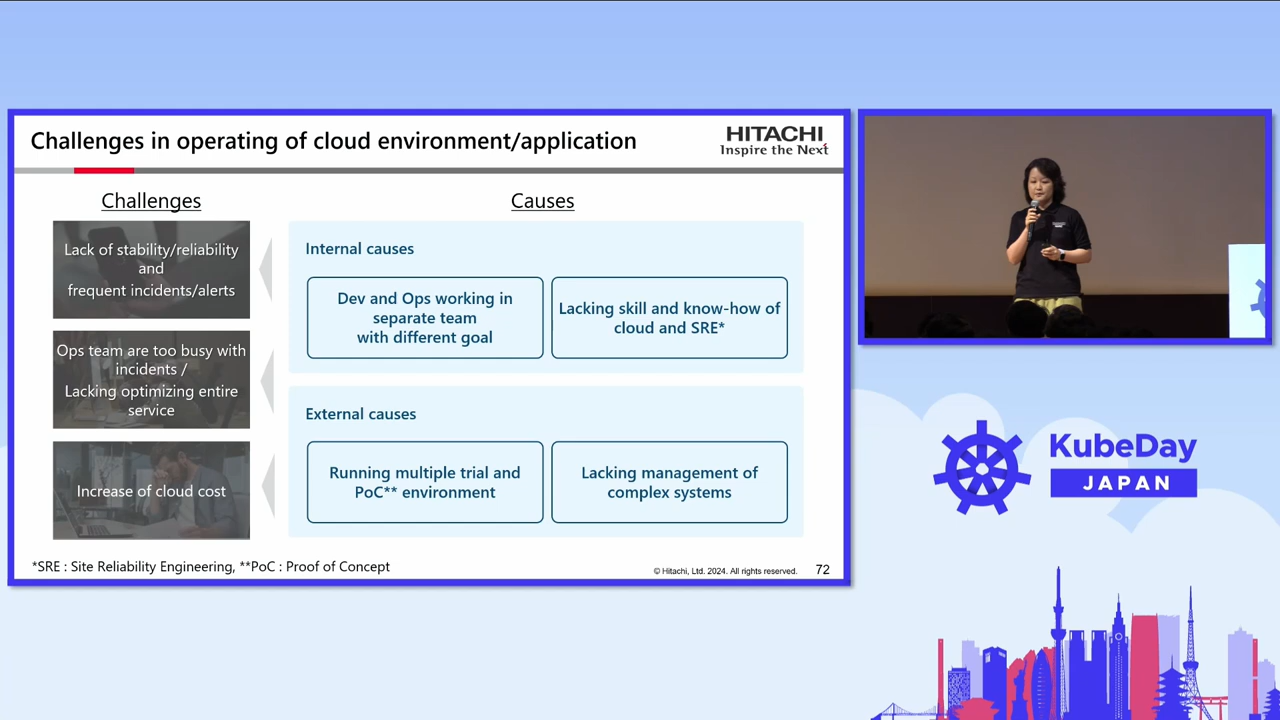 Challenges in operating of cloud environment/application
HITACHI
Inspire the Next
Challenges
Causes
Lack of stability/reliability
and
frequent incidents/alerts
Ops team are too busy with
incidents /
Lacking optimizing entire
service
Increase of cloud cost
Internal causes
Dev and Ops working in
separate team
with different goal
Lacking skill and know-how of
cloud and SRE*
External causes
Running multiple trial and
PoC** environment
Lacking management of
complex systems
*SRE : Site Reliability Engineering, **PoC : Proof of Concept
© Hitachi, Ltd. 2024. All rights reserved.
72
KubeDay
JAPAN